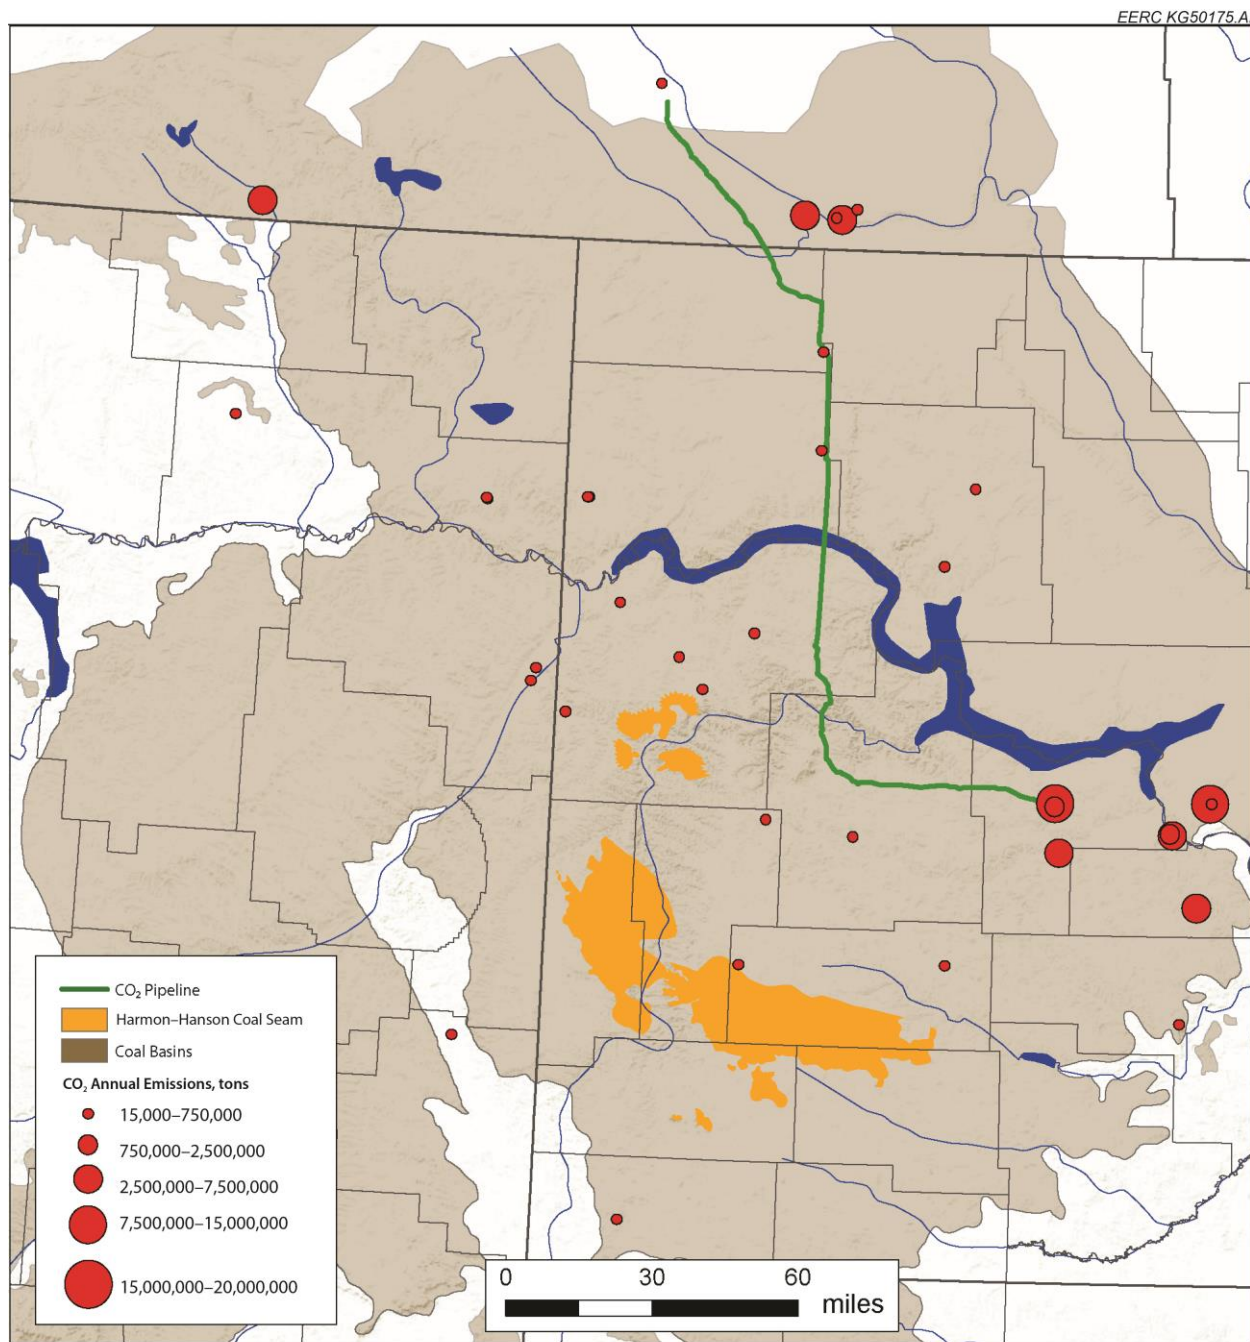 EERC KG50175.AI
CO₂ Pipeline
Harmon–Hanson Coal Seam
Coal Basins
CO₂ Annual Emissions, tons
15,000–750,000
750,000–2,500,000
2,500,000–7,500,000
7,500,000–15,000,000
15,000,000–20,000,000
0 30 60
miles